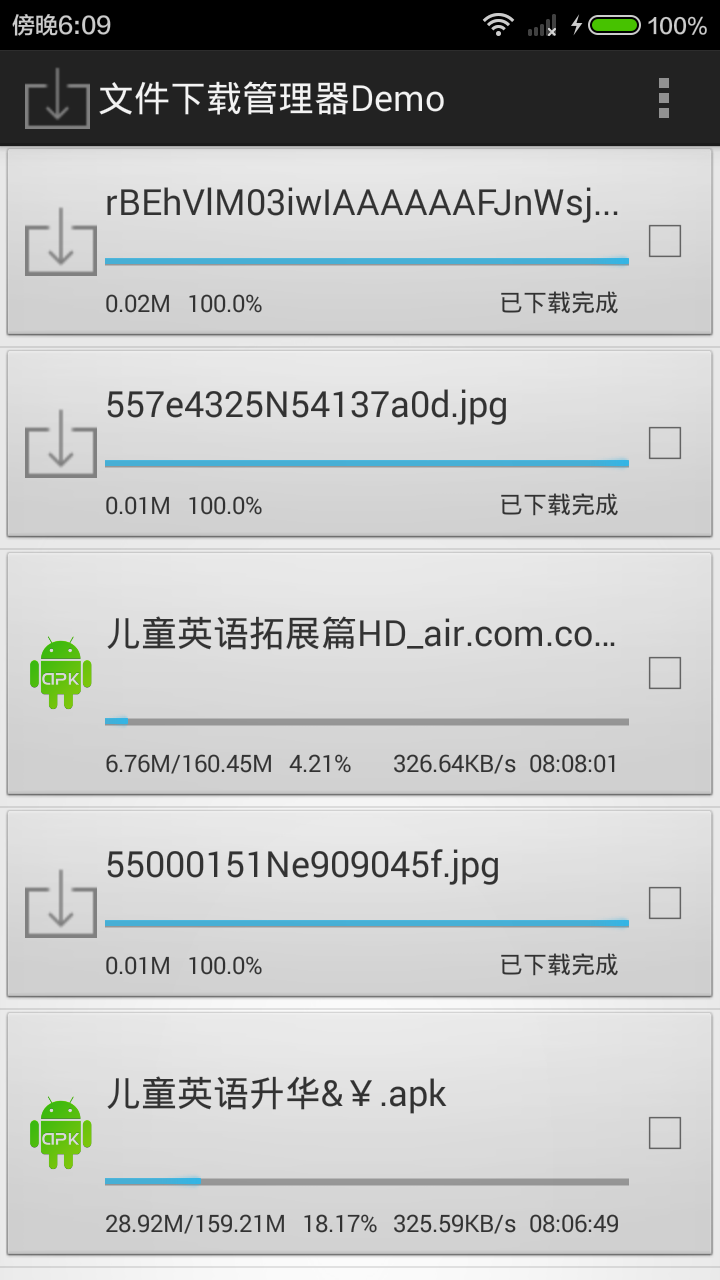 傍晚6:09 100%
文件下载管理器Demo
rBEhVlM03iwIAAAAAAFJnWsj...
0.02M 100.0% 已下载完成
557e4325N54137a0d.jpg
0.01M 100.0% 已下载完成
儿童英语拓展篇HD_air.com.co...
APK
6.76M/160.45M 4.21% 326.64KB/s 08:08:01
55000151Ne909045f.jpg
0.01M 100.0% 已下载完成
儿童英语升华&￥.apk
APK
28.92M/159.21M 18.17% 325.59KB/s 08:06:49